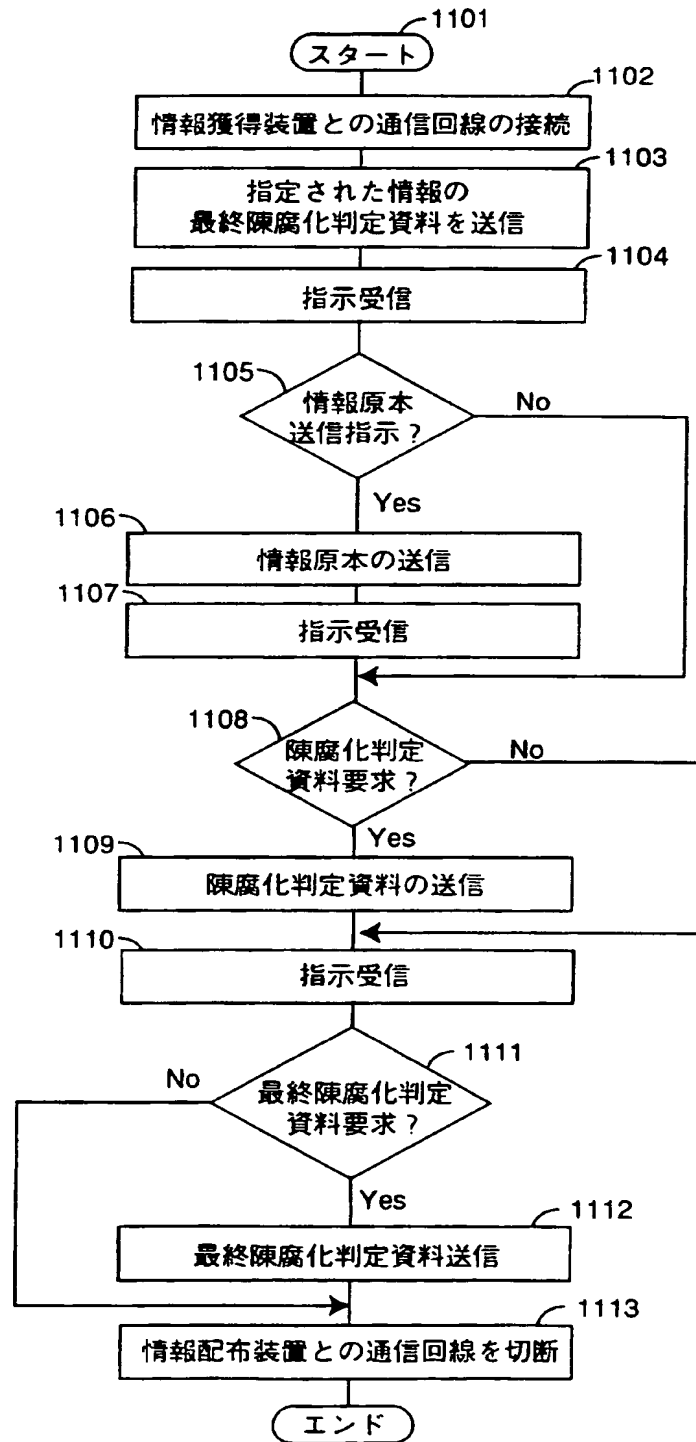 1101
スタート
1102
情報獲得装置との通信回線の接続
1103
指定された情報の
最終陳腐化判定資料を送信
1104
指示受信
1105
情報原本
送信指示?
No
Yes
1106
情報原本の送信
1107
指示受信
1108
陳腐化判定
資料要求?
No
Yes
1109
陳腐化判定資料の送信
1110
指示受信
1111
最終陳腐化判定
資料要求?
No
Yes
1112
最終陳腐化判定資料送信
1113
情報配布装置との通信回線を切断
エンド